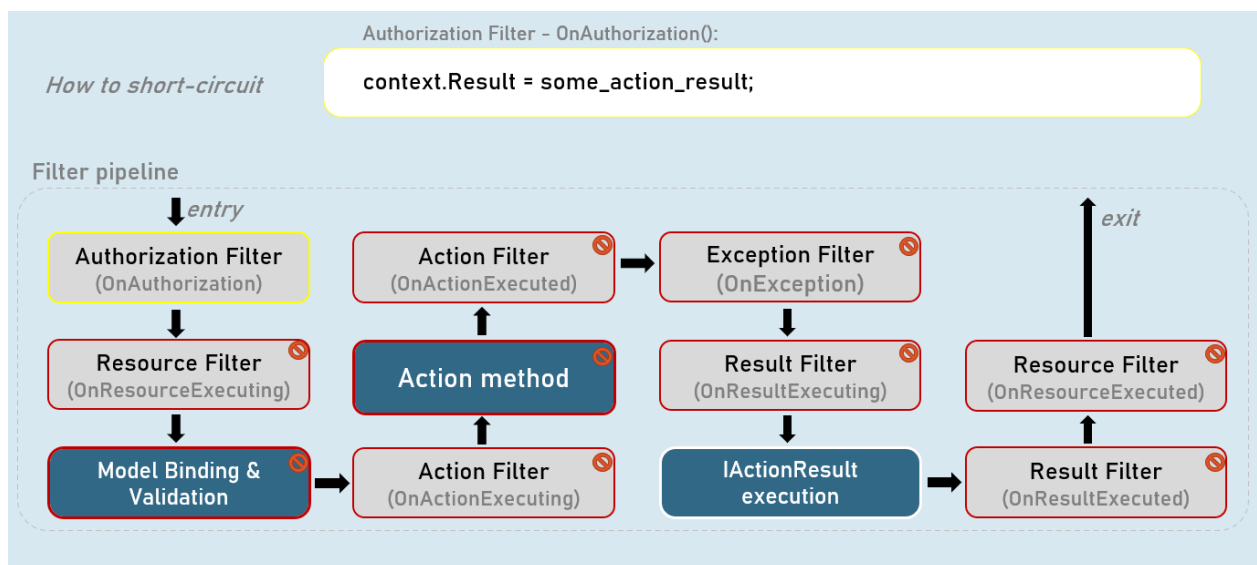 Authorization Filter - OnAuthorization():
How to short-circuit
context.Result = some_action_result;
Filter pipeline
entry
Authorization Filter
(OnAuthorization)
Resource Filter
(OnResourceExecuting)
Model Binding &
Validation
Action Filter
(OnActionExecuting)
Action method
Action Filter
(OnActionExecuted)
Exception Filter
(OnException)
Result Filter
(OnResultExecuting)
IActionResult
execution
Result Filter
(OnResultExecuted)
Resource Filter
(OnResourceExecuted)
exit